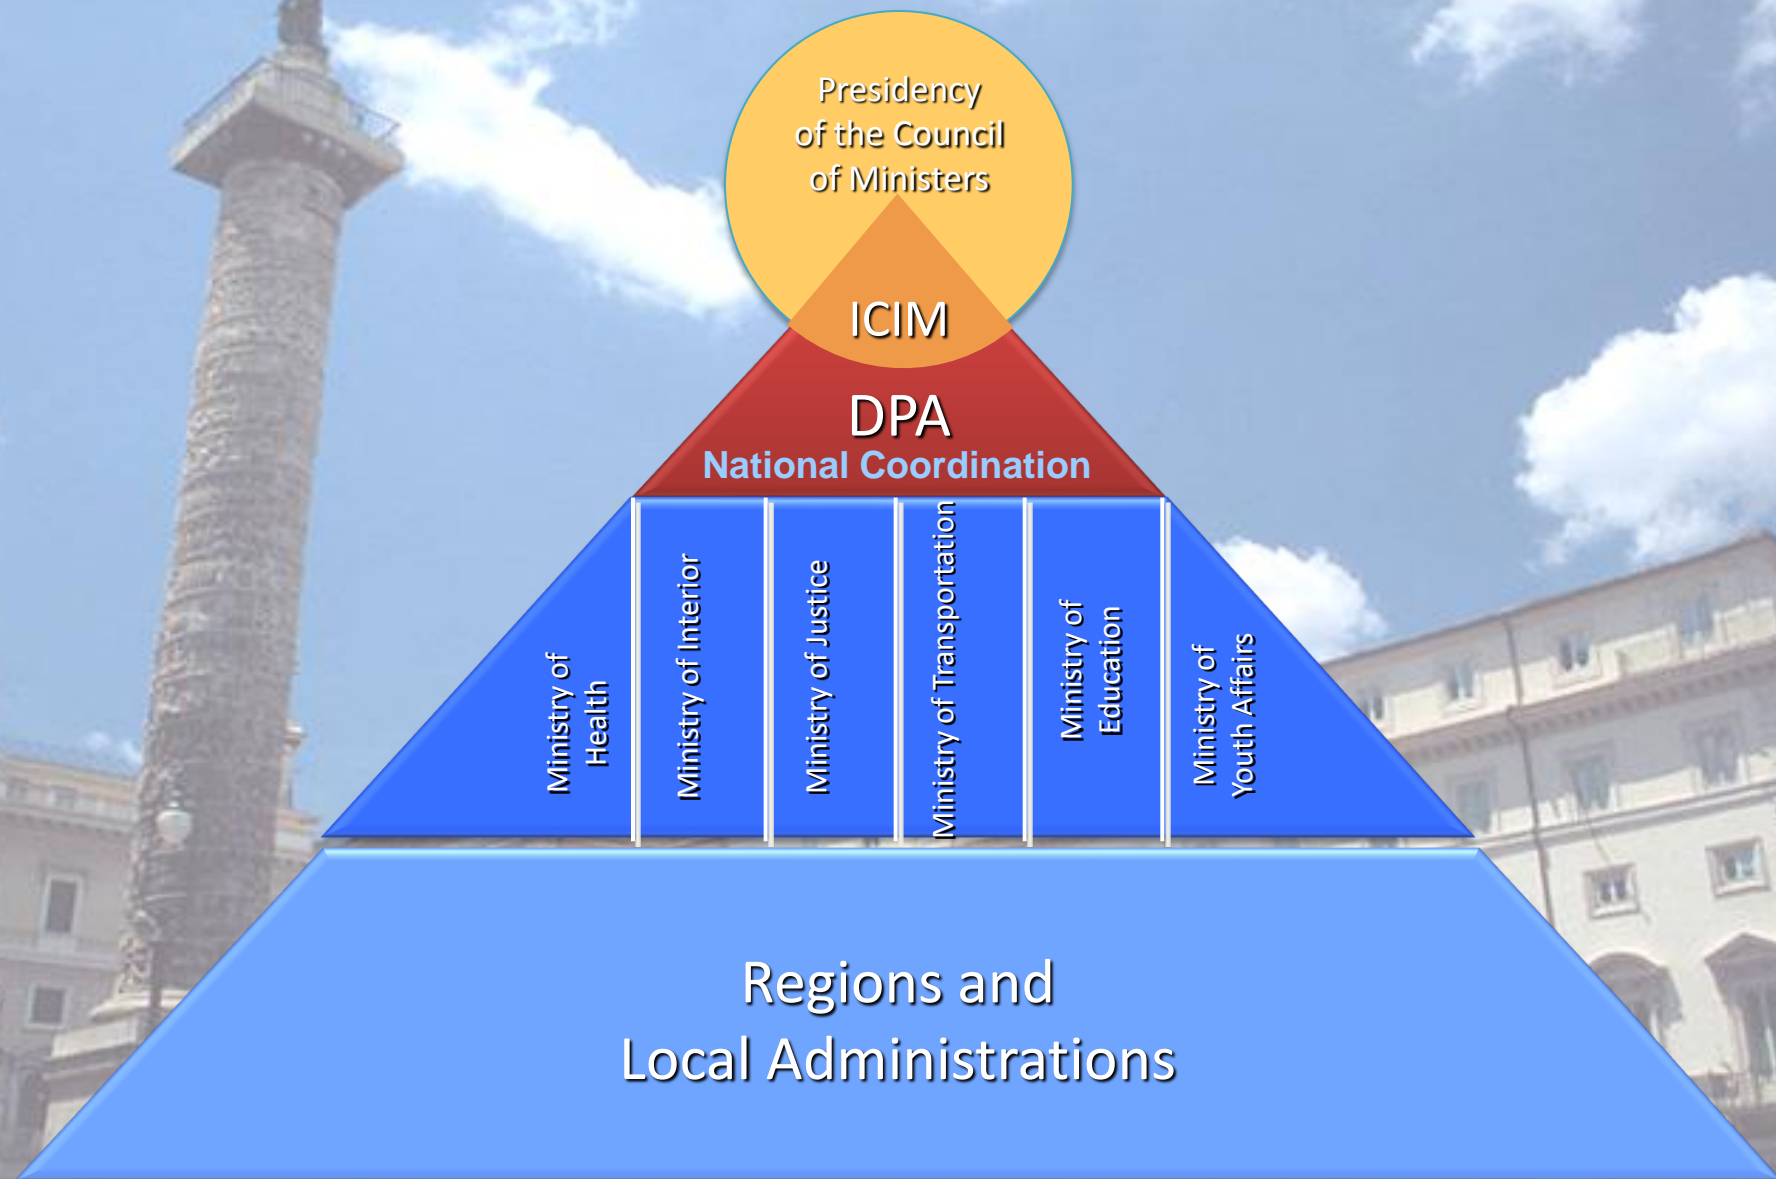 Presidency
of the Council
of Ministers
ICIM
DPA
National Coordination
Ministry of
Health
Ministry of Interior
Ministry of Justice
Ministry of Transportation
Ministry of
Education
Ministry of
Youth Affairs
Regions and
Local Administrations